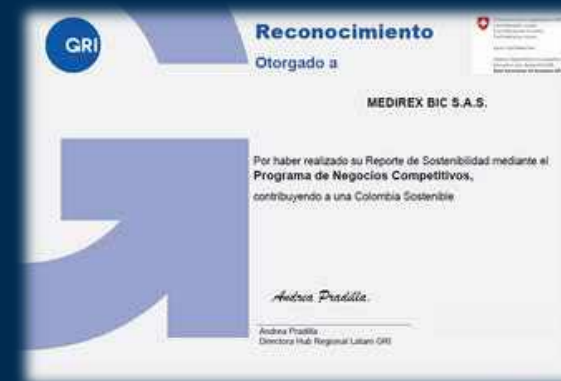 GRI
Reconocimiento
Otorgado a
MEDIREX BIC S.A.S.
Por haber realizado su Reporte de Sostenibilidad mediante el
Programa de Negocios Competitivos,
contribuyendo a una Colombia Sostenible
Andrea Pradilla.
Andrea Pradilla
Directora Hub Regional Latam GRI